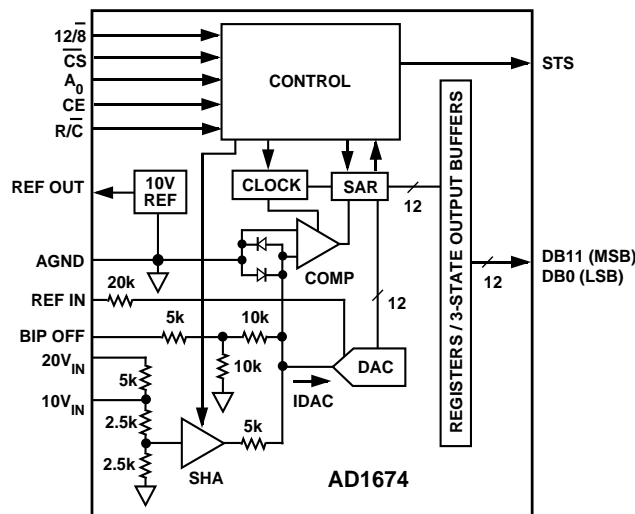 12/8̅
C̅S̅
A0
CE
R/C̅
CONTROL
STS
REF OUT
10V
REF
CLOCK
SAR
12
REGISTERS / 3-STATE OUTPUT BUFFERS
AGND
COMP
12
DB11 (MSB)
DB0 (LSB)
12
REF IN
20k
BIP OFF
5k
10k
10k
20VIN
5k
10VIN
2.5k
2.5k
SHA
5k
IDAC
DAC
AD1674